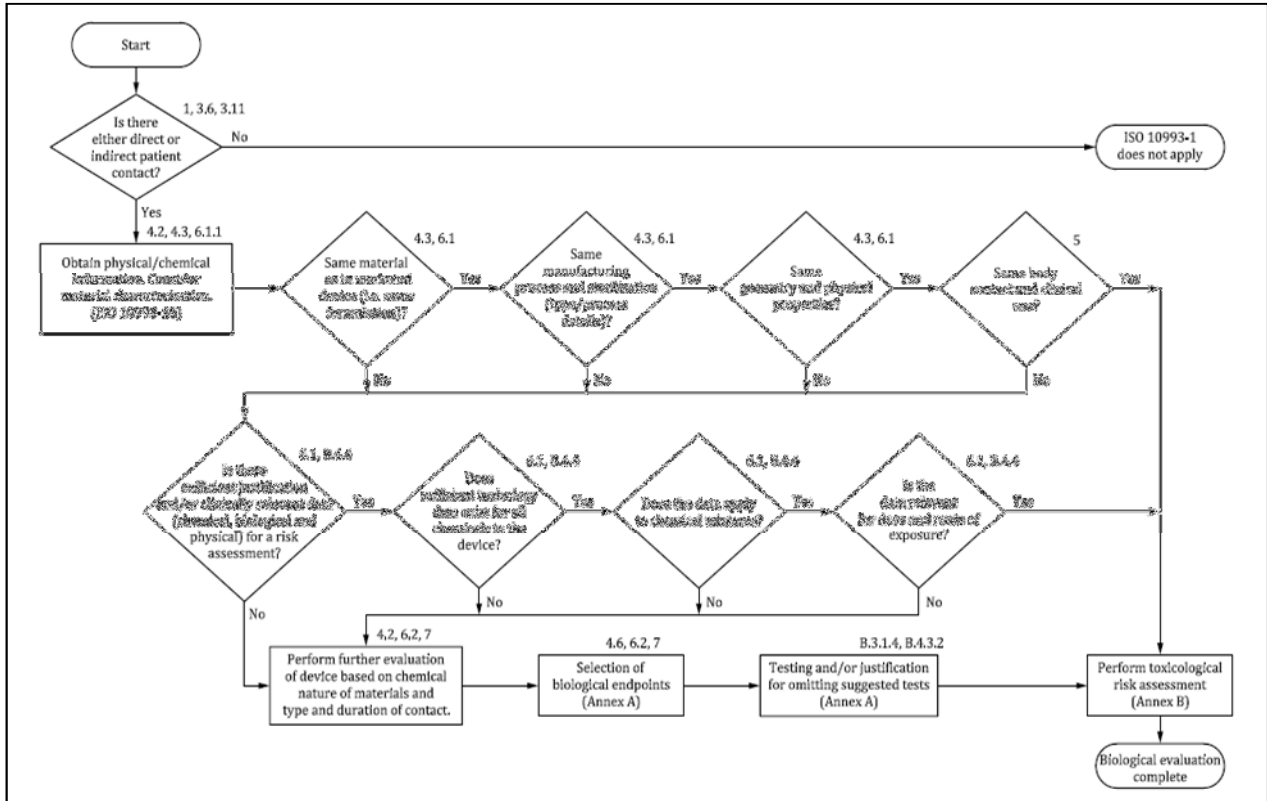 Start
1, 3.6, 3.11
Is there
either direct or
indirect patient
contact?
No
ISO 10993-1
does not apply
Yes
4.2, 4.3, 6.1.1
Obtain physical/chemical
information. Consider
material characterization.
4.3, 6.1
Same material
as in marketed
device (i.e. same
formulation)?
Yes
4.3, 6.1
Same
manufacturing
process and sterilization
(type/process
details)?
Yes
4.3, 6.1
Same
geometry and physical
properties?
Yes
5
Same body
contact and clinical
use?
Yes
No
No
No
No
Is there
sufficient justification
and/or clinically relevant data
(chemical, biological and
physical) for a risk
assessment?
Yes
Does
sufficient toxicology
data exist for all
chemicals in the
device?
Yes
Does the data apply
to chemical mixtures?
Yes
Is the
data relevant
for dose and route of
exposure?
Yes
No
No
No
No
4.2, 6.2, 7
Perform further evaluation
of device based on chemical
nature of materials and
type and duration of contact.
4.6, 6.2, 7
Selection of
biological endpoints
(Annex A)
B.3.1.4, B.4.3.2
Testing and/or justification
for omitting suggested tests
(Annex A)
Perform toxicological
risk assessment
(Annex B)
Biological evaluation
complete